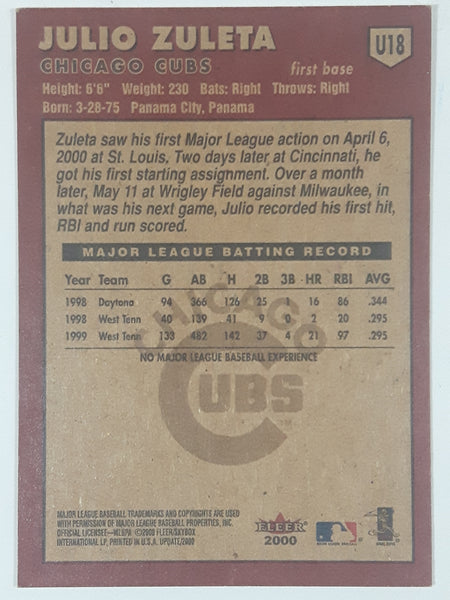 JULIO ZULETA
U18
CHICAGO CUBS first base
Height: 6'6" Weight: 230 Bats: Right Throws: Right
Born: 3-28-75 Panama City, Panama
Zuleta saw his first Major League action on April 6,
2000 at St. Louis. Two days later at Cincinnati, he
got his first starting assignment. Over a month
later, May 11 at Wrigley Field against Milwaukee, in
what was his next game, Julio recorded his first hit,
RBI and run scored.
MAJOR LEAGUE BATTING RECORD
Year Team G AB H 2B 3B HR RBI AVG
1998 Daytona 94 366 126 25 1 16 86 .344
1998 West Tenn 40 139 41 9 0 2 20 .295
1999 West Tenn 133 482 142 37 4 21 97 .295
NO MAJOR LEAGUE BASEBALL EXPERIENCE
CHICAGO
CUBS
MAJOR LEAGUE BASEBALL TRADEMARKS AND COPYRIGHTS ARE USED
WITH PERMISSION OF MAJOR LEAGUE BASEBALL PROPERTIES, INC.
OFFICIAL LICENSEE—MLBPA ©2000 FLEER/SKYBOX
INTERNATIONAL LP, PRINTED IN U.S.A. UPDATE/2000
FLEER
2000